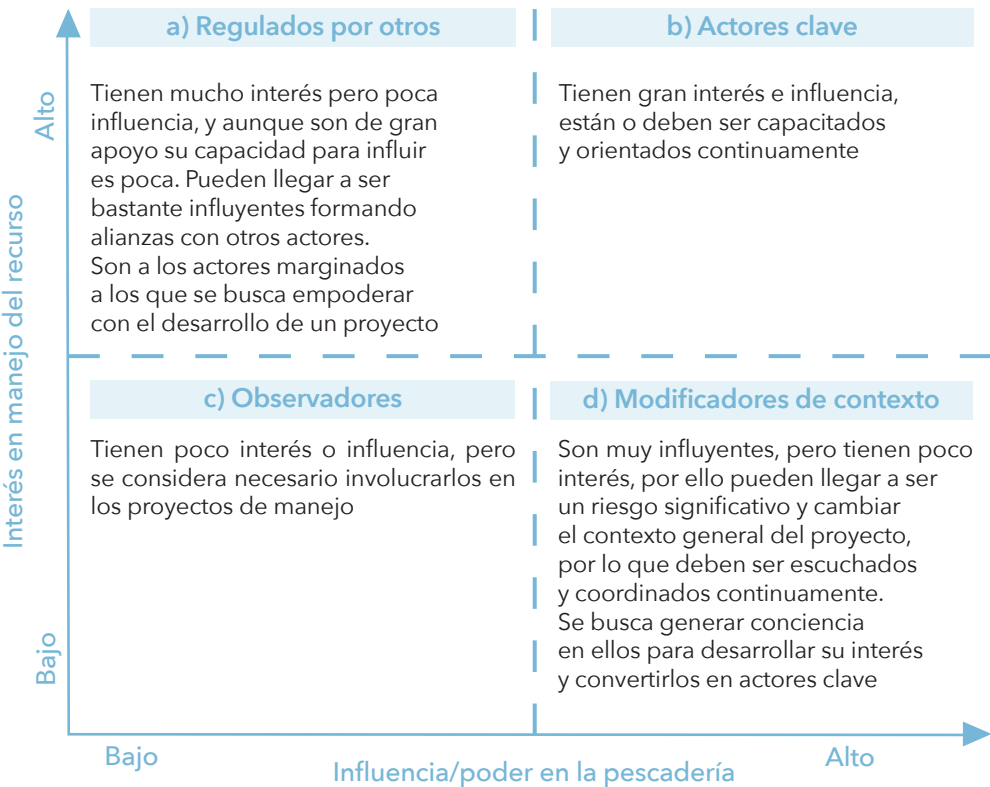 a) Regulados por otros
Tienen mucho interés pero poca
influencia, y aunque son de gran
apoyo su capacidad para influir
es poca. Pueden llegar a ser
bastante influyentes formando
alianzas con otros actores.
Son a los actores marginados
a los que se busca empoderar
con el desarrollo de un proyecto
b) Actores clave
Tienen gran interés e influencia,
están o deben ser capacitados
y orientados continuamente
c) Observadores
Tienen poco interés o influencia, pero
se considera necesario involucrarlos en
los proyectos de manejo
d) Modificadores de contexto
Son muy influyentes, pero tienen poco
interés, por ello pueden llegar a ser
un riesgo significativo y cambiar
el contexto general del proyecto,
por lo que deben ser escuchados
y coordinados continuamente.
Se busca generar conciencia
en ellos para desarrollar su interés
y convertirlos en actores clave
Alto
Interés en manejo del recurso
Bajo
Bajo
Influencia/poder en la pescadería
Alto